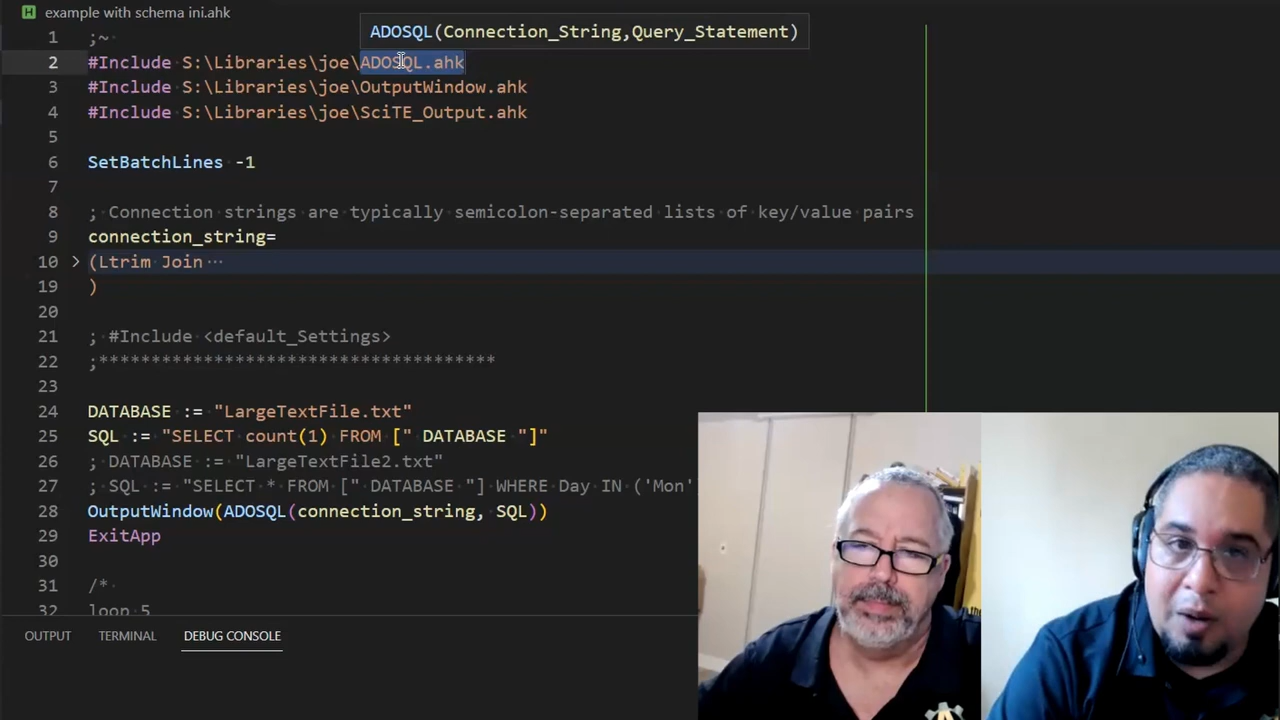 example with schema ini.ahk
ADOSQL(Connection_String,Query_Statement)
1 ;~
2 #Include S:\Libraries\joe\ADOSQL.ahk
3 #Include S:\Libraries\joe\OutputWindow.ahk
4 #Include S:\Libraries\joe\SciTE_Output.ahk
5
6 SetBatchLines -1
7
8 ; Connection strings are typically semicolon-separated lists of key/value pairs
9 connection_string=
10 (Ltrim Join ···
19 )
20
21 ; #Include <default_Settings>
22 ;**************************************
23
24 DATABASE := "LargeTextFile.txt"
25 SQL := "SELECT count(1) FROM [" DATABASE "]"
26 ; DATABASE := "LargeTextFile2.txt"
27 ; SQL := "SELECT * FROM [" DATABASE "] WHERE Day IN ('Mon'
28 OutputWindow(ADOSQL(connection_string, SQL))
29 ExitApp
30
31 /*
32 loop 5
OUTPUT TERMINAL DEBUG CONSOLE